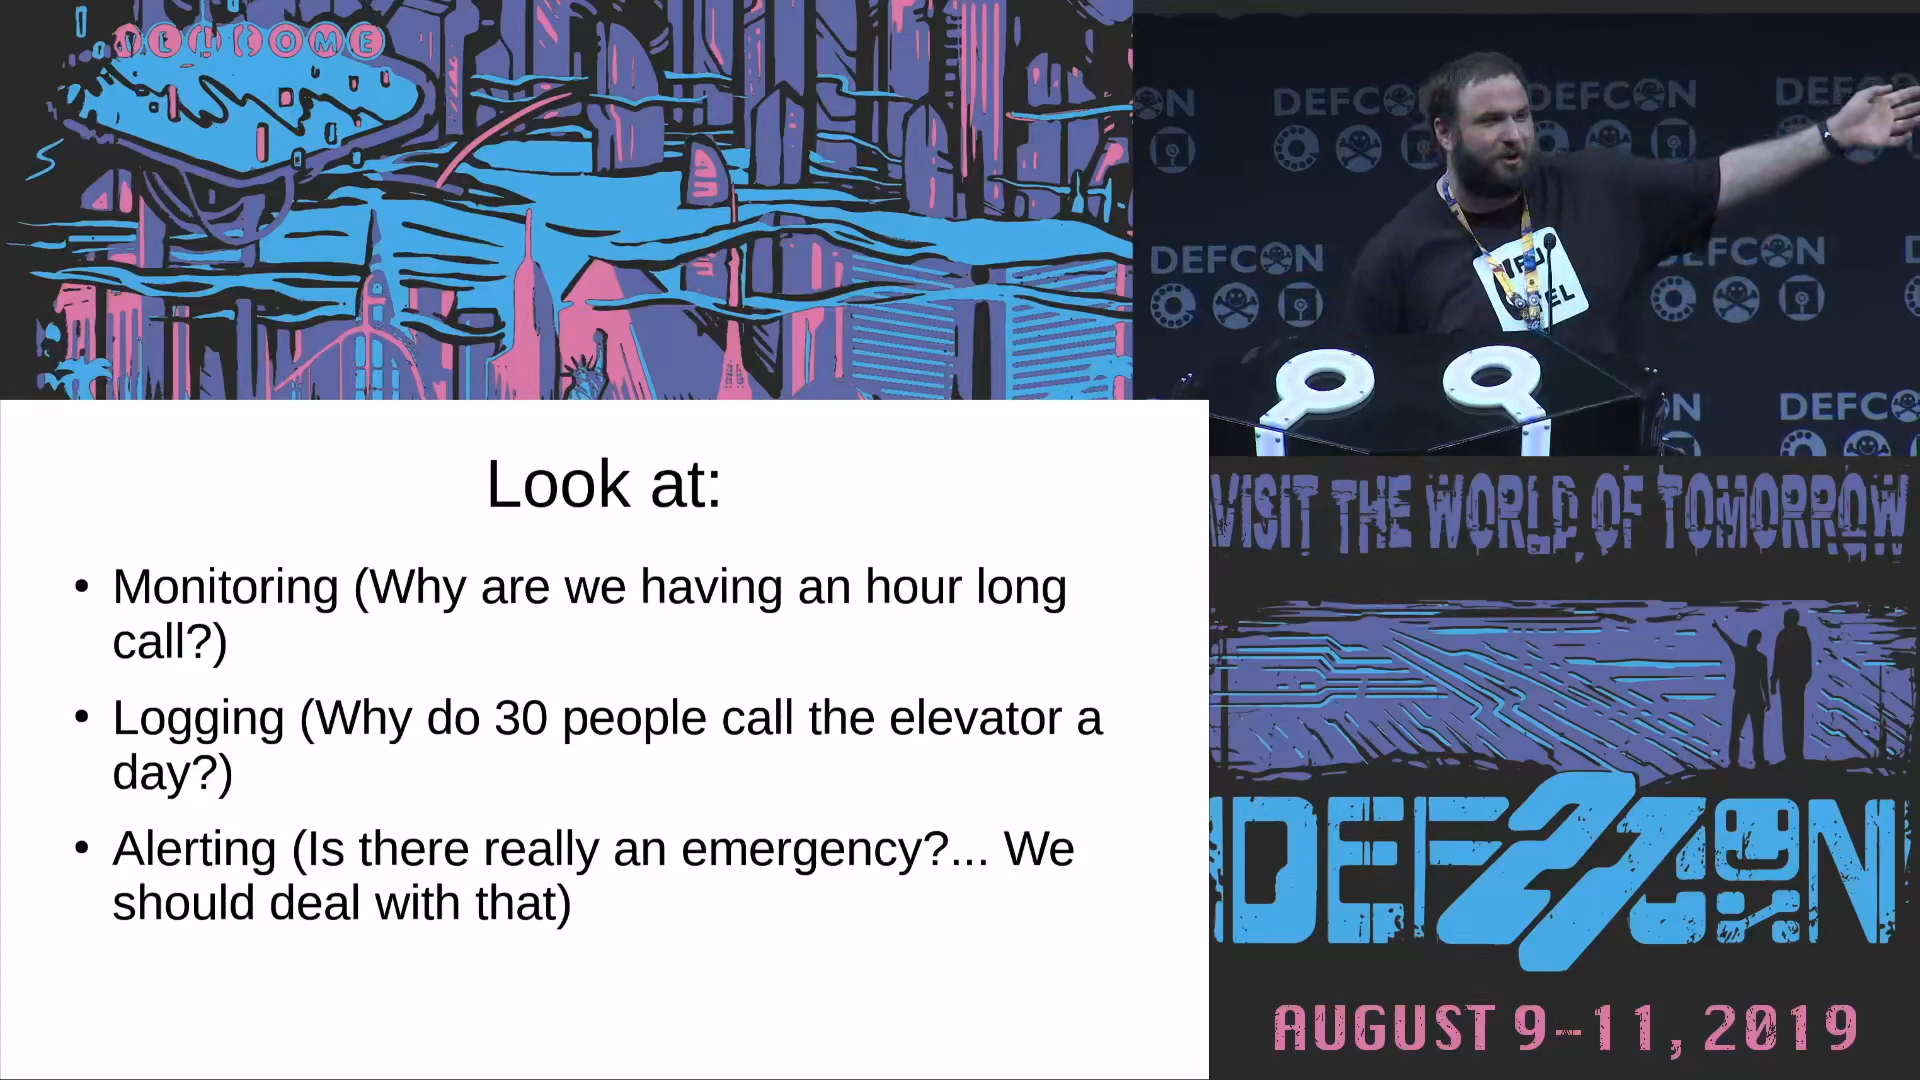 WELCOME
DEFCON DEFCON
DEFCON
DEFCON
Look at:
• Monitoring (Why are we having an hour long
call?)
• Logging (Why do 30 people call the elevator a
day?)
• Alerting (Is there really an emergency?... We
should deal with that)
VISIT THE WORLD OF TOMORROW
DEF27CON
AUGUST 9-11, 2019